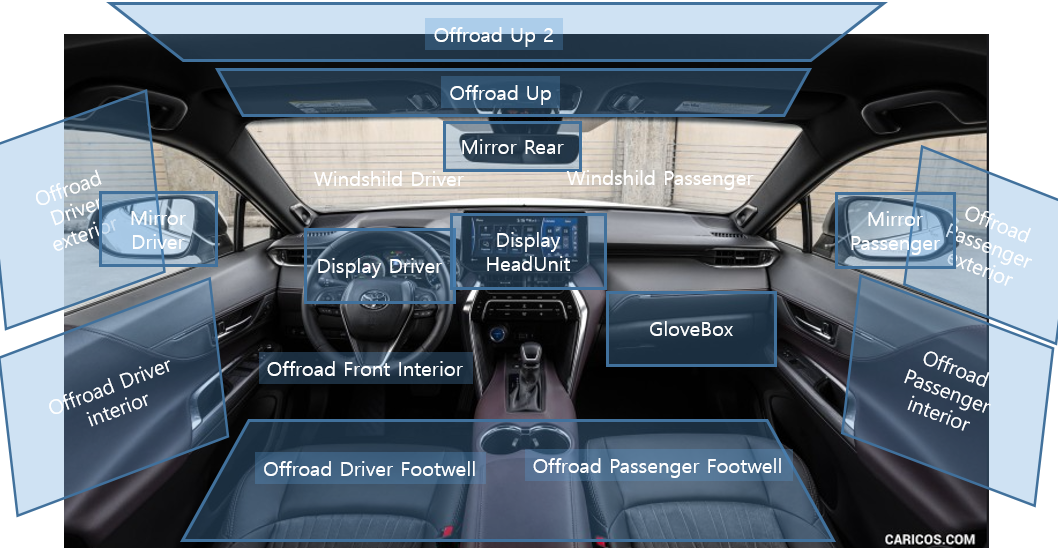 Offroad Up 2
Offroad Up
Mirror Rear
Windshild Driver
Windshild Passenger
Offroad
Driver
exterior
Mirror
Driver
Mirror
Passenger
Offroad
Passenger
exterior
Display Driver
Display
HeadUnit
GloveBox
Offroad Front Interior
Offroad Driver
interior
Offroad
Passenger
interior
Offroad Driver Footwell
Offroad Passenger Footwell
CARICOS.COM